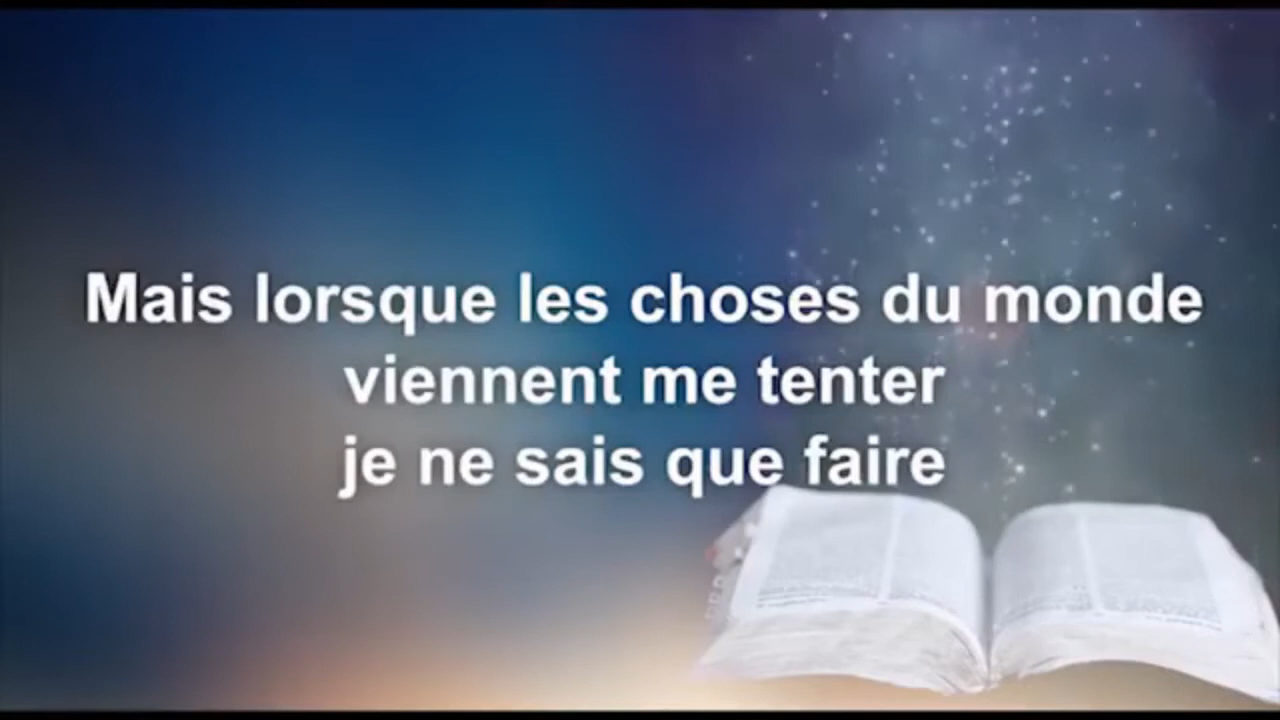 Mais lorsque les choses du monde
viennent me tenter
je ne sais que faire